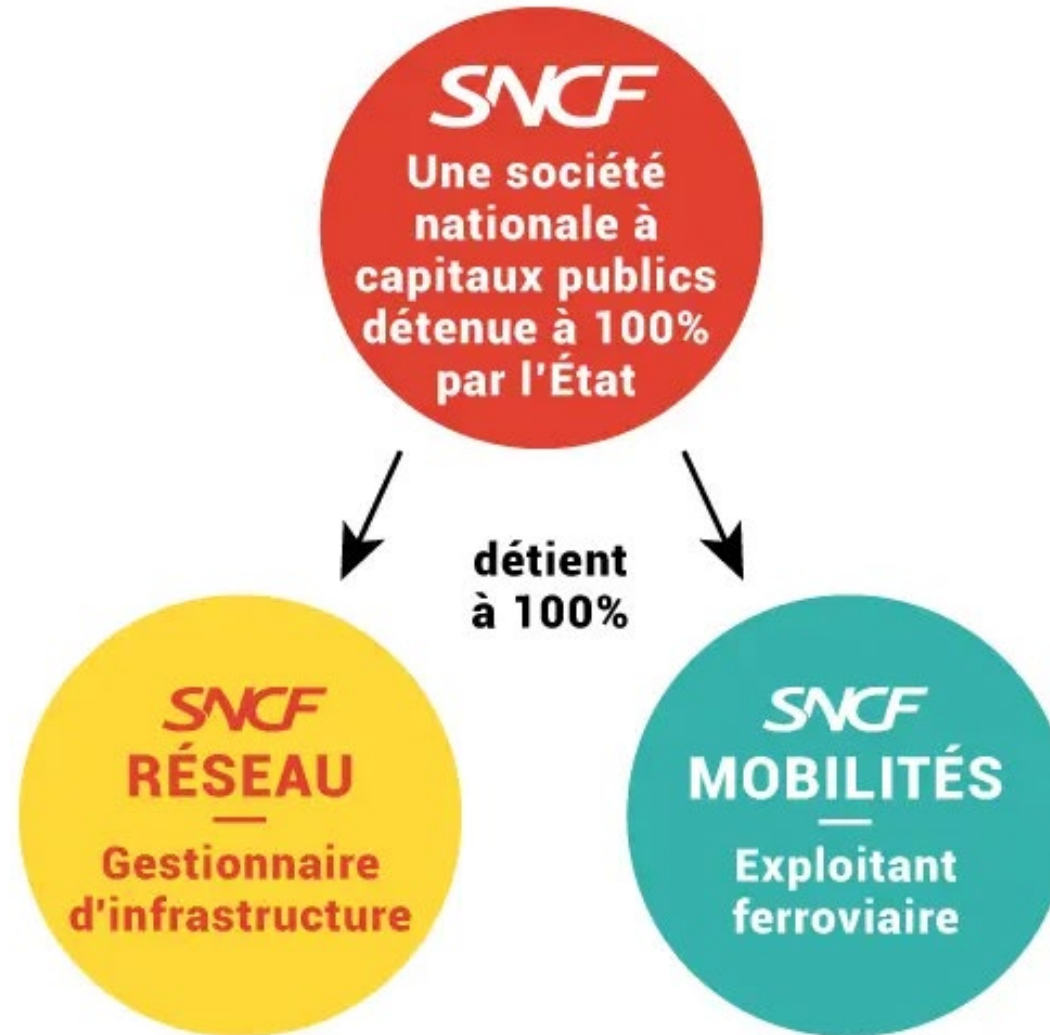 SNCF
Une société
nationale à
capitaux publics
détenue à 100%
par l'État
détient
à 100%
SNCF
RÉSEAU
Gestionnaire
d'infrastructure
SNCF
MOBILITÉS
Exploitant
ferroviaire